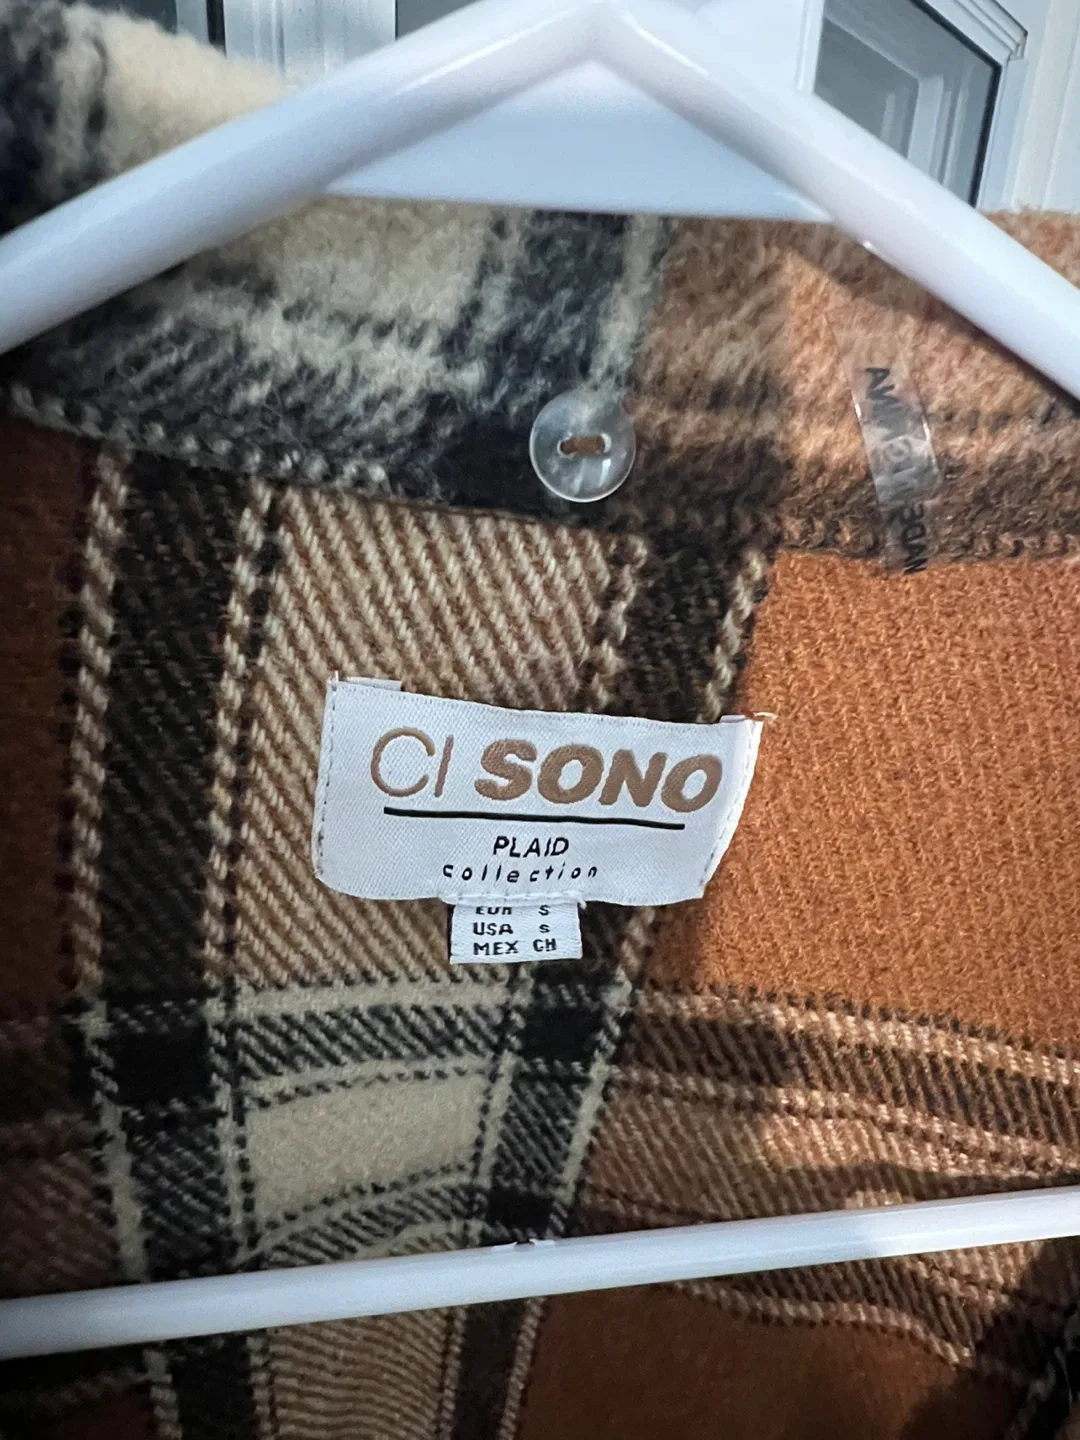 CI SONO
PLAID
collection
EUR S
USA S
MEX CH